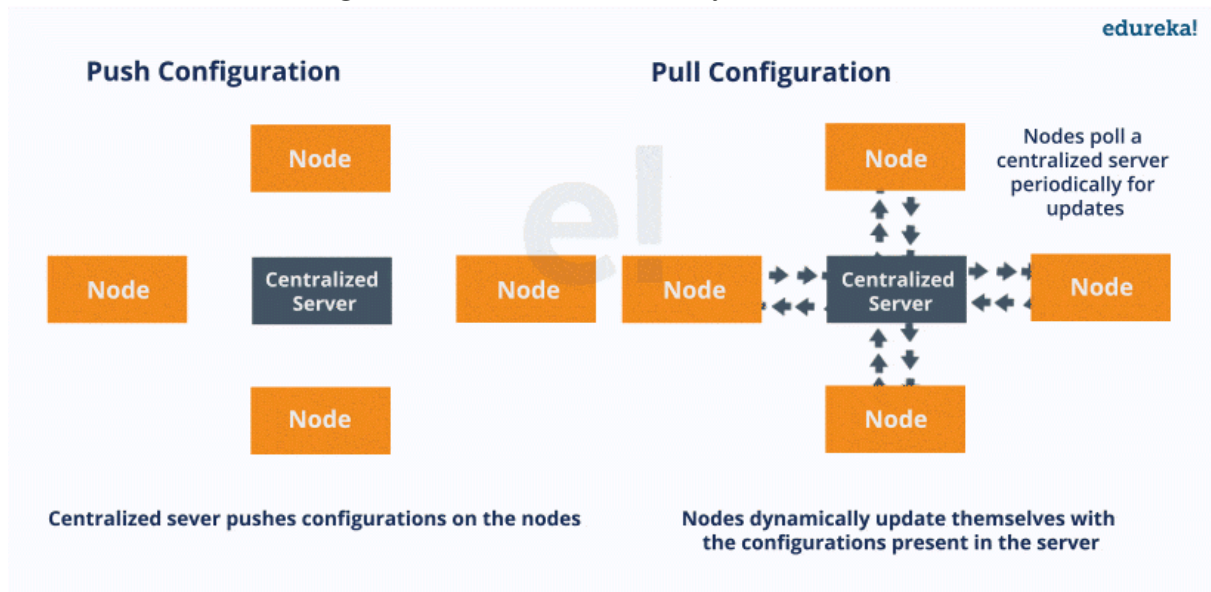 edureka!
Push Configuration
Pull Configuration
Node
Node
Centralized
Server
Node
Node
Centralized sever pushes configurations on the nodes
Node
Nodes poll a
centralized server
periodically for
updates
Node
Centralized
Server
Node
Node
Nodes dynamically update themselves with
the configurations present in the server
e!